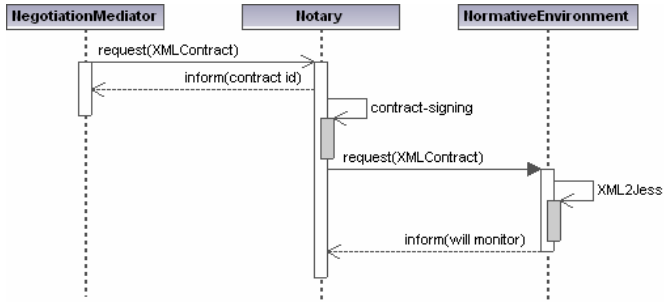 NegotiationMediator
Notary
NormativeEnvironment
request(XMLContract)
inform(contract id)
contract-signing
request(XMLContract)
XML2Jess
inform(will monitor)